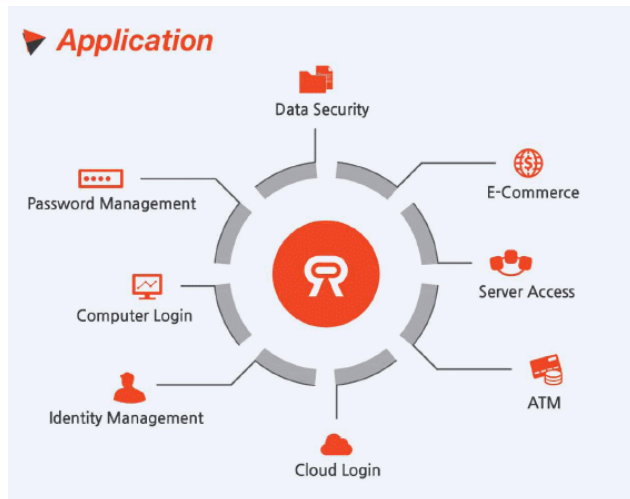 Application
Data Security
E-Commerce
Password Management
Server Access
Computer Login
ATM
Identity Management
Cloud Login